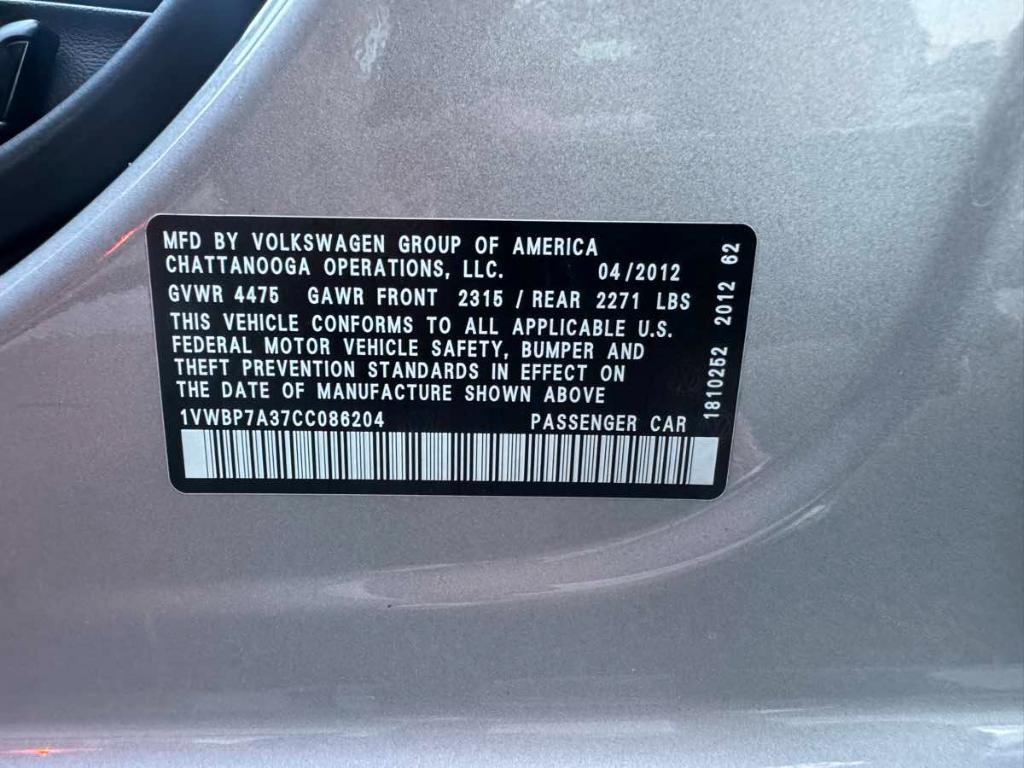 MFD BY VOLKSWAGEN GROUP OF AMERICA
CHATTANOOGA OPERATIONS, LLC. 04/2012
GVWR 4475 GAWR FRONT 2315 / REAR 2271 LBS
THIS VEHICLE CONFORMS TO ALL APPLICABLE U.S.
FEDERAL MOTOR VEHICLE SAFETY, BUMPER AND
THEFT PREVENTION STANDARDS IN EFFECT ON
THE DATE OF MANUFACTURE SHOWN ABOVE
1VWBP7A37CC086204 PASSENGER CAR
1810252 2012 62